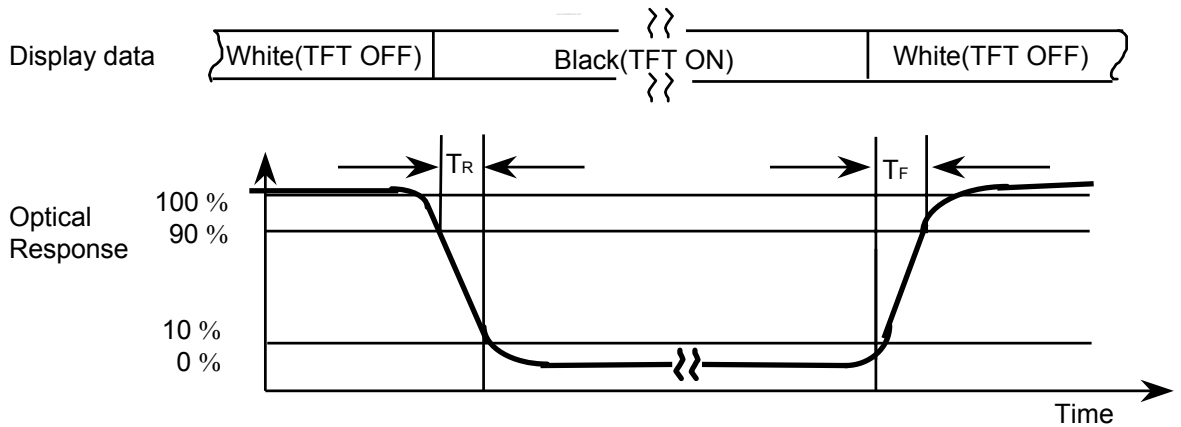 Display data White(TFT OFF) Black(TFT ON) White(TFT OFF)
TR TF
Optical
Response
100 %
90 %
10 %
0 %
Time